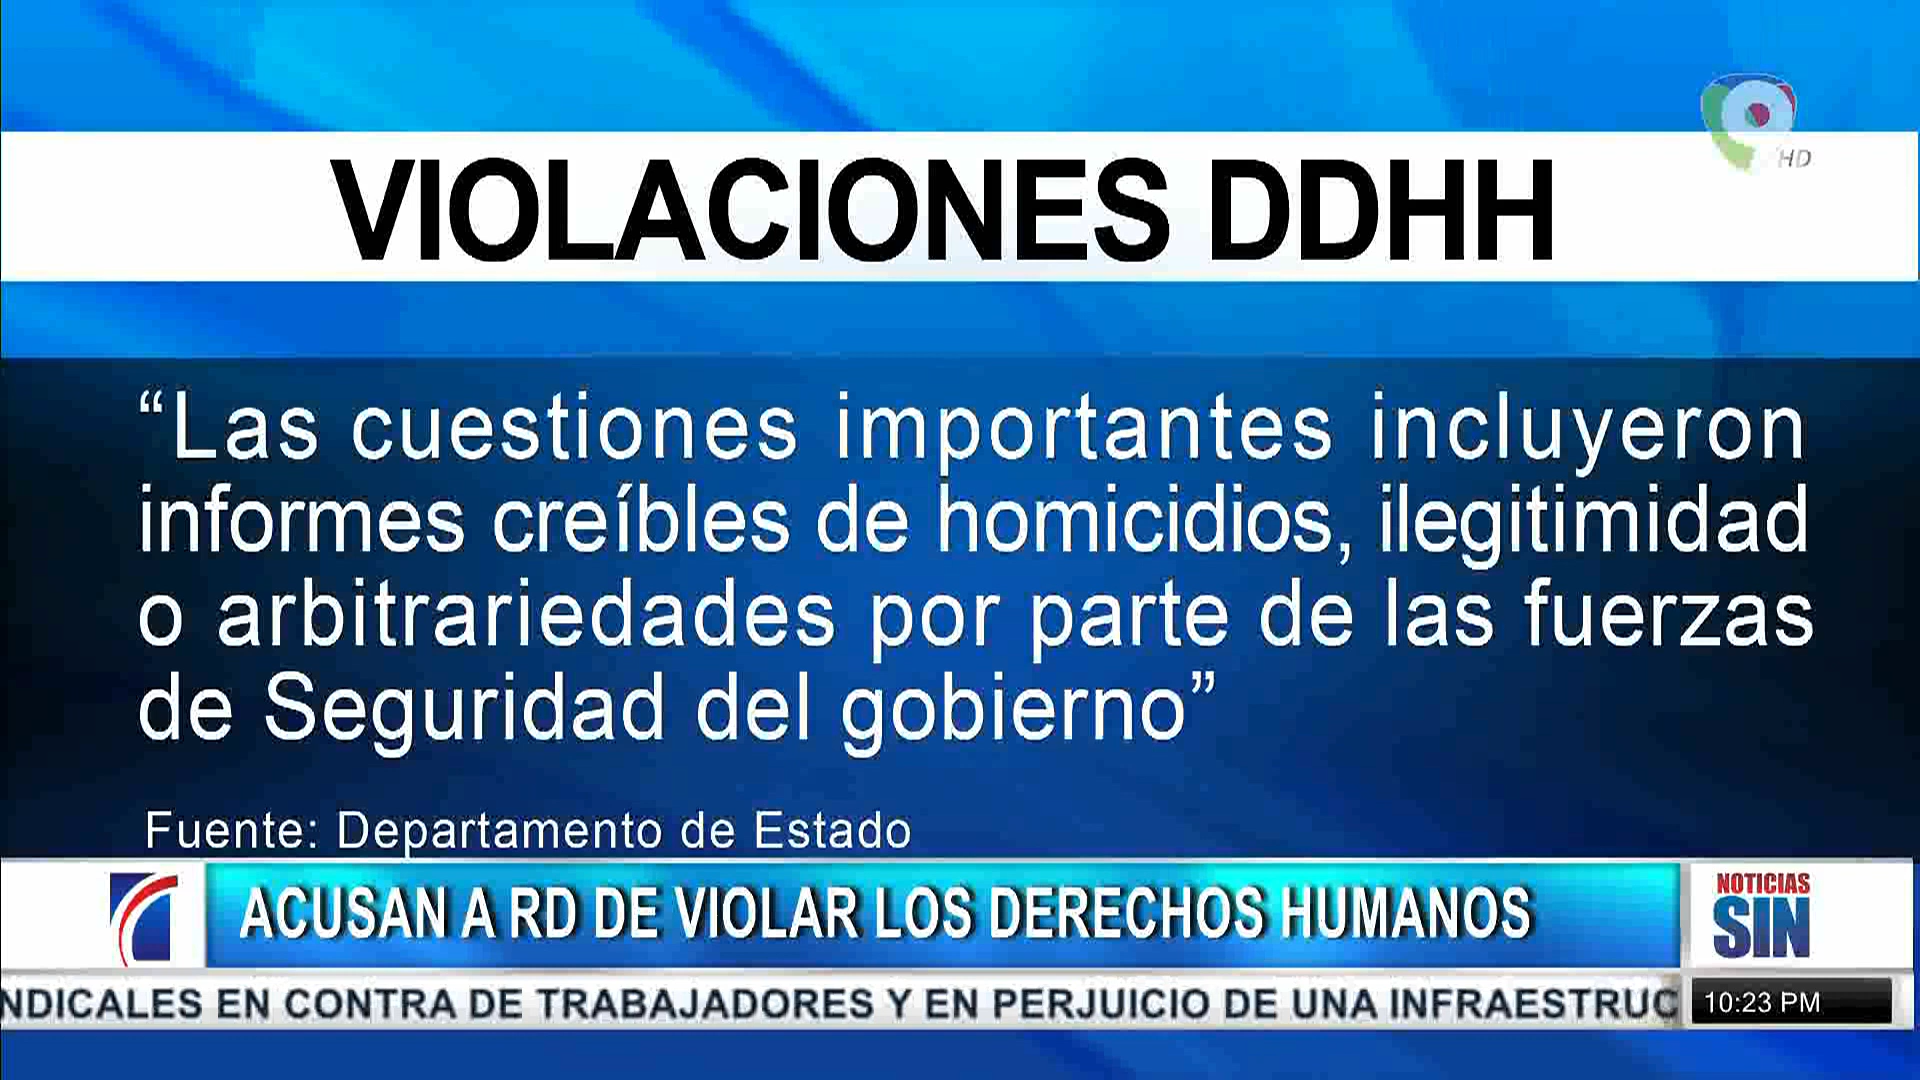 HD
VIOLACIONES DDHH
“Las cuestiones importantes incluyeron
informes creíbles de homicidios, ilegitimidad
o arbitrariedades por parte de las fuerzas
de Seguridad del gobierno”
Fuente: Departamento de Estado
ACUSAN A RD DE VIOLAR LOS DERECHOS HUMANOS
NOTICIAS
SIN
NDICALES EN CONTRA DE TRABAJADORES Y EN PERJUICIO DE UNA INFRAESTRUC
10:23 PM